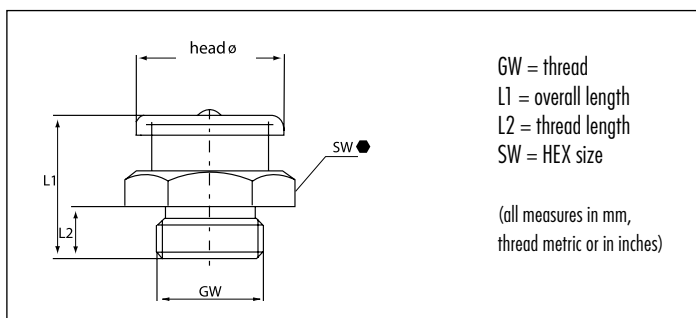 head ø
L1
L2
SW
GW
GW = thread
L1 = overall length
L2 = thread length
SW = HEX size
(all measures in mm,
thread metric or in inches)